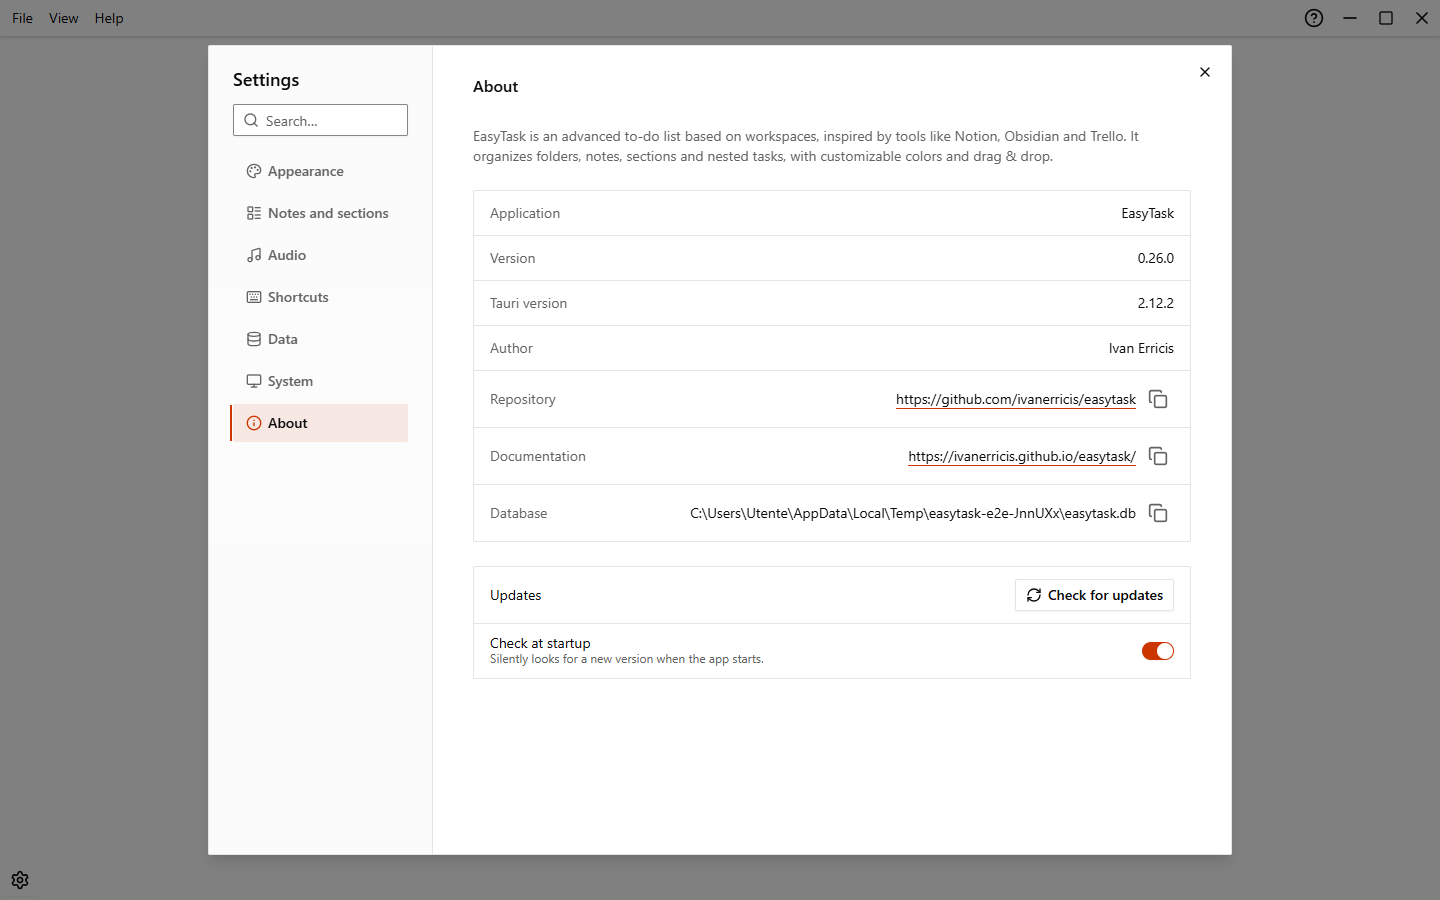 File View Help
Settings
Search...
Appearance
Notes and sections
Audio
Shortcuts
Data
System
About
About
EasyTask is an advanced to-do list based on workspaces, inspired by tools like Notion, Obsidian and Trello. It
organizes folders, notes, sections and nested tasks, with customizable colors and drag & drop.
Application EasyTask
Version 0.26.0
Tauri version 2.12.2
Author Ivan Erricis
Repository https://github.com/ivanerricis/easytask
Documentation https://ivanerricis.github.io/easytask/
Database C:\Users\Utente\AppData\Local\Temp\easytask-e2e-JnnUXx\easytask.db
Updates Check for updates
Check at startup
Silently looks for a new version when the app starts.